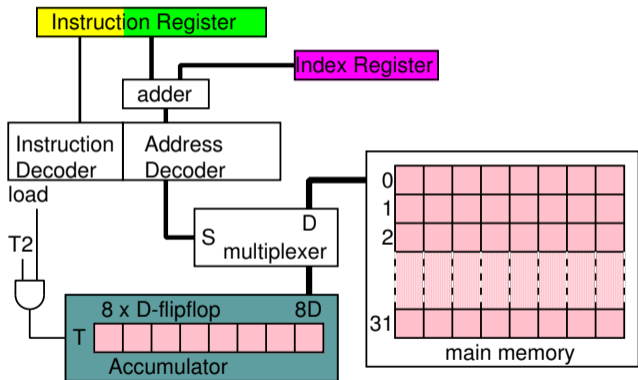 Instruction Register
Index Register
adder
Instruction
Decoder
Address
Decoder
load
T2
S
D
multiplexer
0
1
2
31
main memory
8 x D-flipflop
8D
T
Accumulator